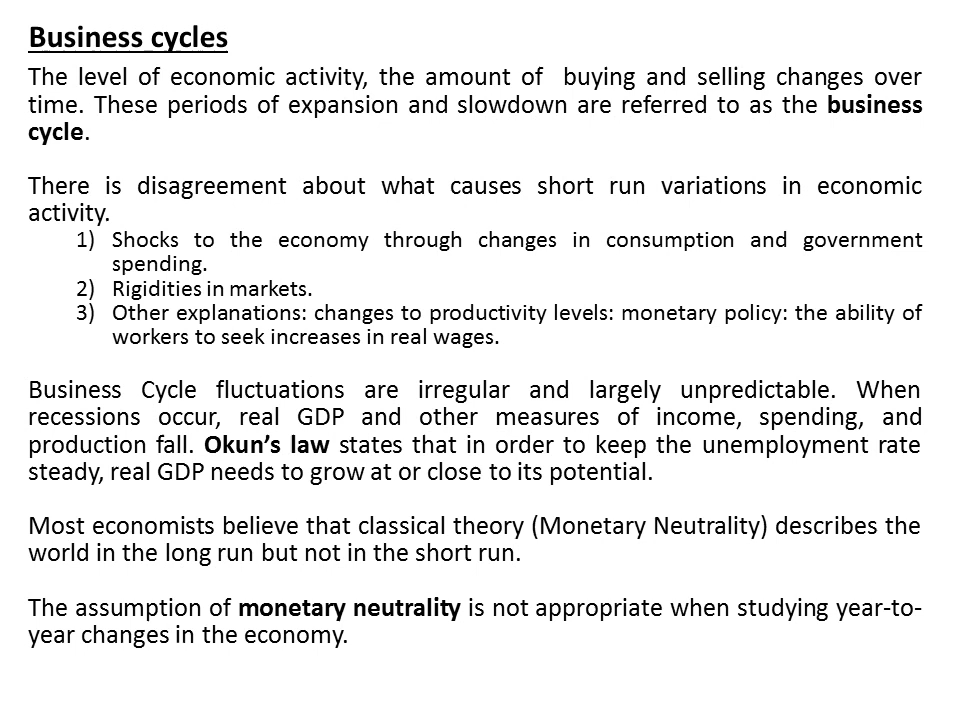 Business cycles
The level of economic activity, the amount of  buying and selling changes over
time. These periods of expansion and slowdown are referred to as the business
cycle.
There is disagreement about what causes short run variations in economic
activity.
1) Shocks to the economy through changes in consumption and government
spending.
2) Rigidities in markets.
3) Other explanations: changes to productivity levels: monetary policy: the ability of
workers to seek increases in real wages.
Business Cycle fluctuations are irregular and largely unpredictable. When
recessions occur, real GDP and other measures of income, spending, and
production fall. Okun’s law states that in order to keep the unemployment rate
steady, real GDP needs to grow at or close to its potential.
Most economists believe that classical theory (Monetary Neutrality) describes the
world in the long run but not in the short run.
The assumption of monetary neutrality is not appropriate when studying year-to-
year changes in the economy.